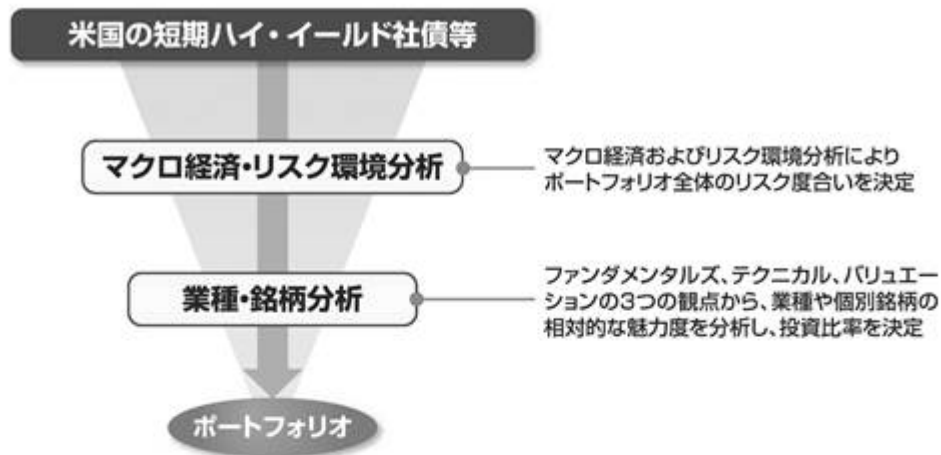 米国の短期ハイ・イールド社債等
マクロ経済・リスク環境分析
マクロ経済およびリスク環境分析により
ポートフォリオ全体のリスク度合いを決定
業種・銘柄分析
ファンダメンタルズ、テクニカル、バリュエー
ションの3つの観点から、業種や個別銘柄の
相対的な魅力度を分析し、投資比率を決定
ポートフォリオ